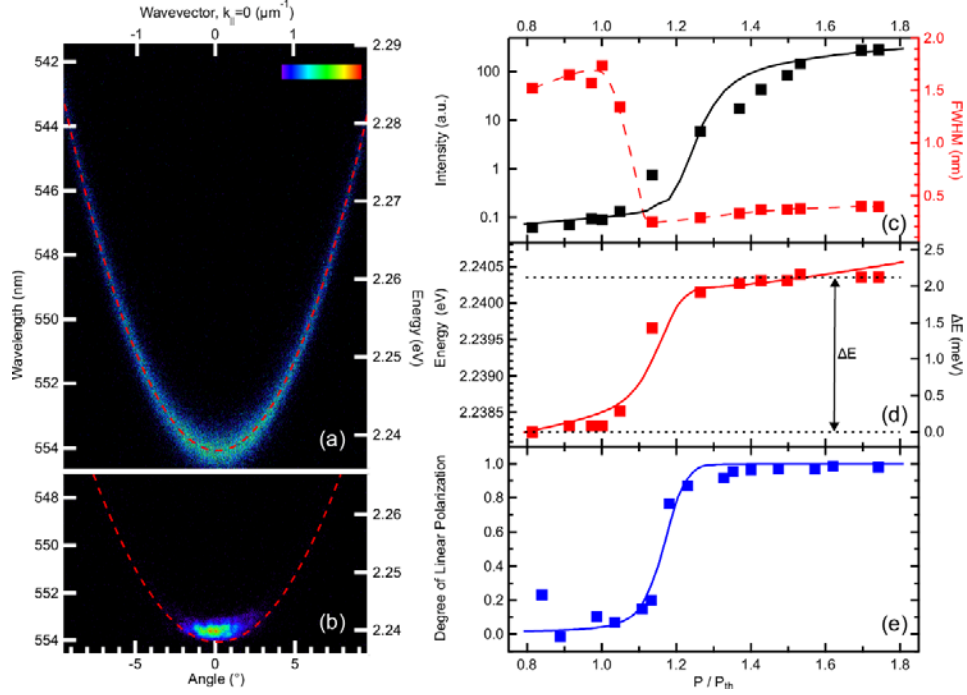 Wavevector, k||=0 (µm⁻¹)
-1 0 1
542
544
546
548
550
552
554
Wavelength (nm)
2.29
2.28
2.27
2.26
2.25
2.24
Energy (eV)
(a)
548
550
552
554
2.26
2.25
2.24
(b)
-5 0 5
Angle (°)
0.8 1.0 1.2 1.4 1.6 1.8
100
10
1
0.1
Intensity (a.u.)
2.0
1.5
1.0
0.5
FWHM (nm)
(c)
2.2405
2.2400
2.2395
2.2390
2.2385
Energy (eV)
2.5
2.0
1.5
1.0
0.5
0.0
ΔE (meV)
ΔE
(d)
1.0
0.8
0.6
0.4
0.2
0.0
Degree of Linear Polarization
(e)
0.8 1.0 1.2 1.4 1.6 1.8
P / Pth